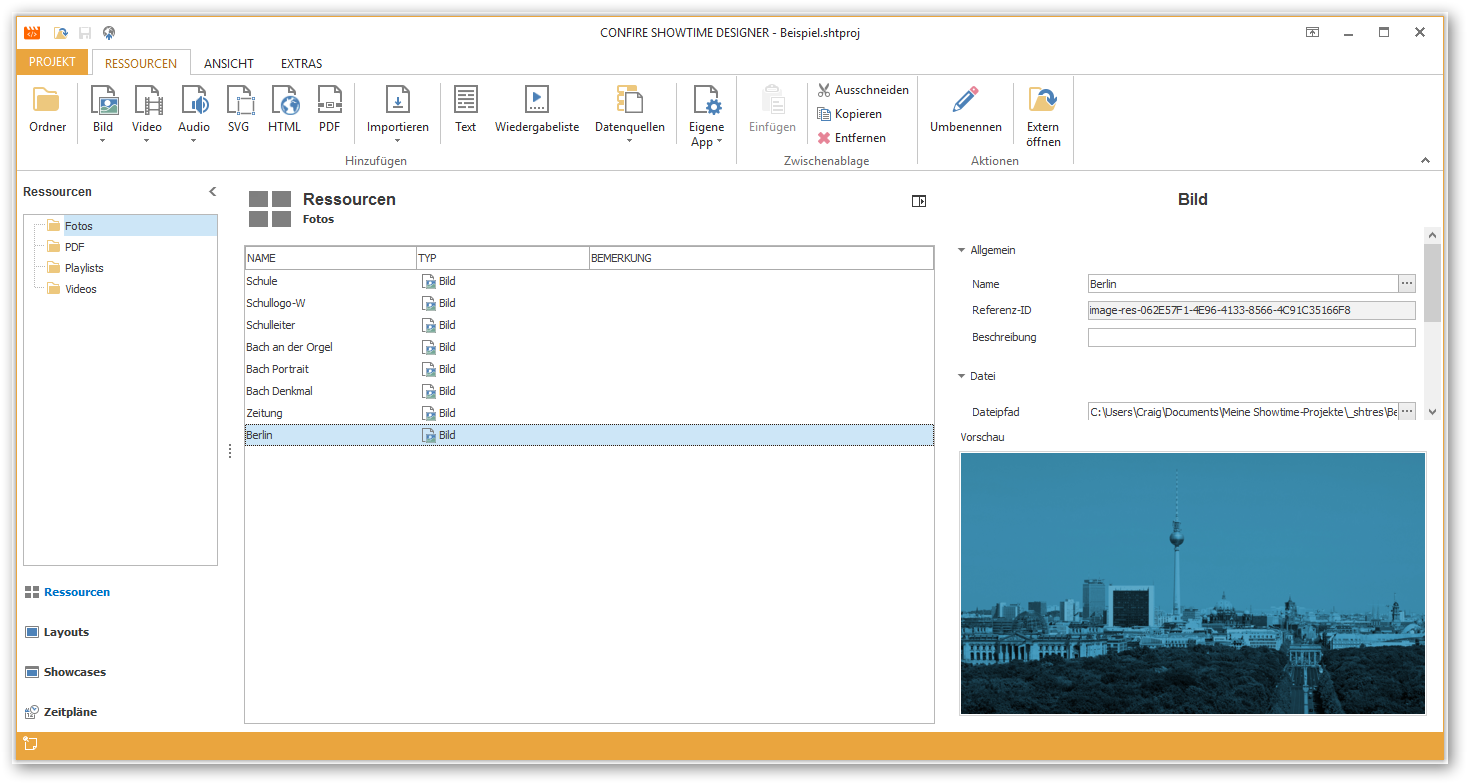 CONFIRE SHOWTIME DESIGNER - Beispiel.shtproj
PROJEKT RESSOURCEN ANSICHT EXTRAS
Ordner Bild Video Audio SVG HTML PDF Importieren Text Wiedergabeliste Datenquellen Eigene App Einfügen
Ausschneiden
Kopieren
Entfernen
Umbenennen Extern öffnen
Hinzufügen Zwischenablage Aktionen
Ressourcen
Fotos
PDF
Playlists
Videos
Ressourcen
Layouts
Showcases
Zeitpläne
Ressourcen
Fotos
NAME TYP BEMERKUNG
Schule Bild
Schullogo-W Bild
Schulleiter Bild
Bach an der Orgel Bild
Bach Portrait Bild
Bach Denkmal Bild
Zeitung Bild
Berlin Bild
Bild
Allgemein
Name Berlin ...
Referenz-ID image-res-062E57F1-4E96-4133-8566-4C91C35166F8
Beschreibung
Datei
Dateipfad C:\Users\Craig\Documents\Meine Showtime-Projekte\_shtres\Be ...
Vorschau